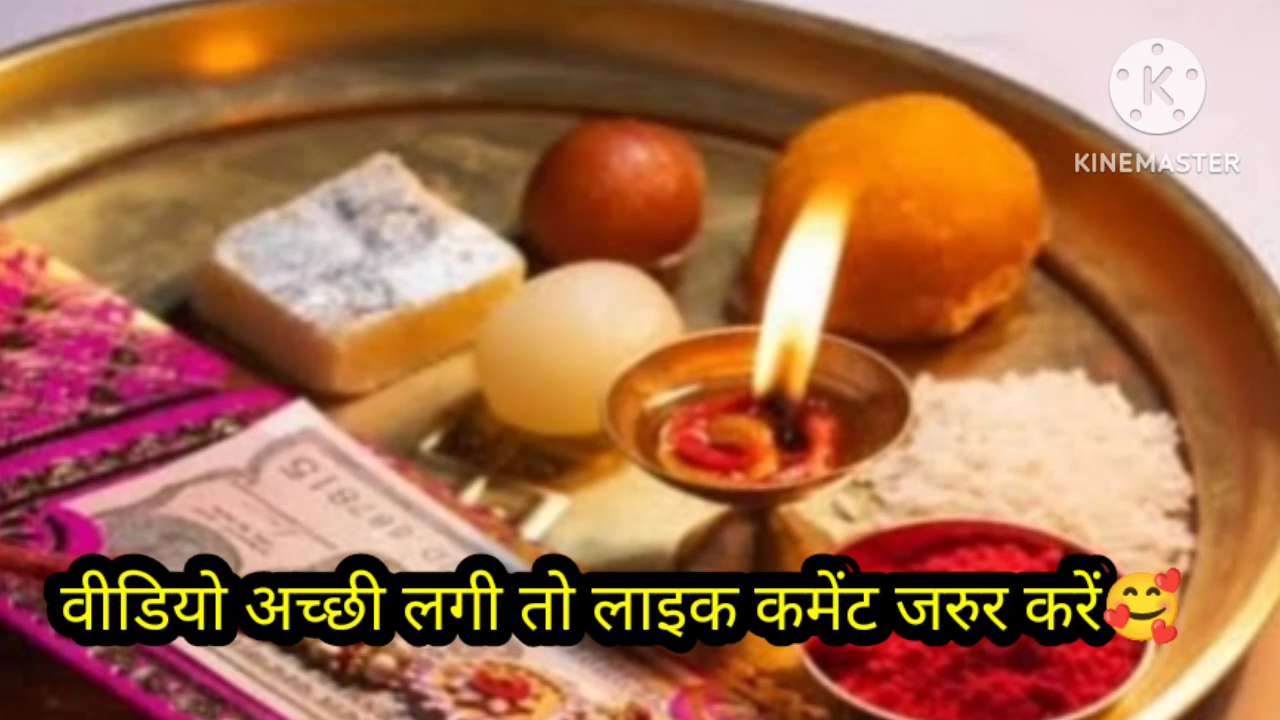 KINEMASTER
वीडियो अच्छी लगी तो लाइक कमेंट जरुर करें🥰